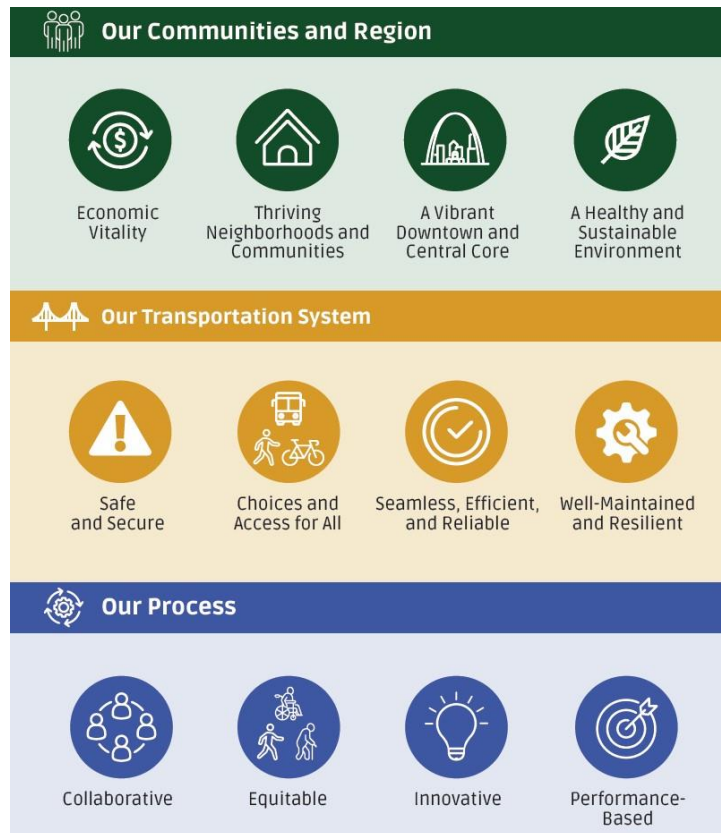 Our Communities and Region
$
Economic
Vitality
Thriving
Neighborhoods and
Communities
A Vibrant
Downtown and
Central Core
A Healthy and
Sustainable
Environment
Our Transportation System
!
Safe
and Secure
Choices and
Access for All
Seamless, Efficient,
and Reliable
Well-Maintained
and Resilient
Our Process
Collaborative
Equitable
Innovative
Performance-
Based